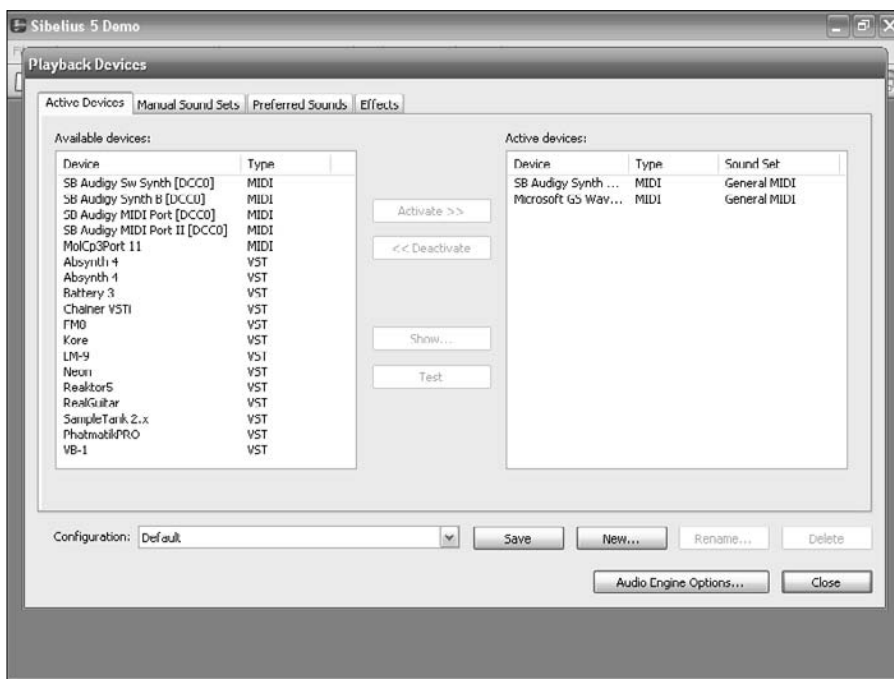 Sibelius 5 Demo
Playback Devices
Active Devices Manual Sound Sets Preferred Sounds Effects
Available devices: Active devices:
Device Type Device Type Sound Set
SB Audigy Sw Synth [DCC0] MIDI SB Audigy Synth ... MIDI General MIDI
SB Audigy Synth B [DCC0] MIDI Microsoft GS Wav... MIDI General MIDI
SB Audigy MIDI Port [DCC0] MIDI
SB Audigy MIDI Port II [DCC0] MIDI
MolCp3Port 11 MIDI
Absynth 4 VST
Absynth 4 VST
Battery 3 VST
Chainer VSTi VST
VST
Kore VST
LM-9 VST
Neon VST
Reaktor5 VST
RealGuitar VST
SampleTank 2.x VST
PhatmatikPRO VST
VB-1 VST
Activate >>
<< Deactivate
Show...
Test
Configuration: Default Save New... Rename... Delete
Audio Engine Options... Close